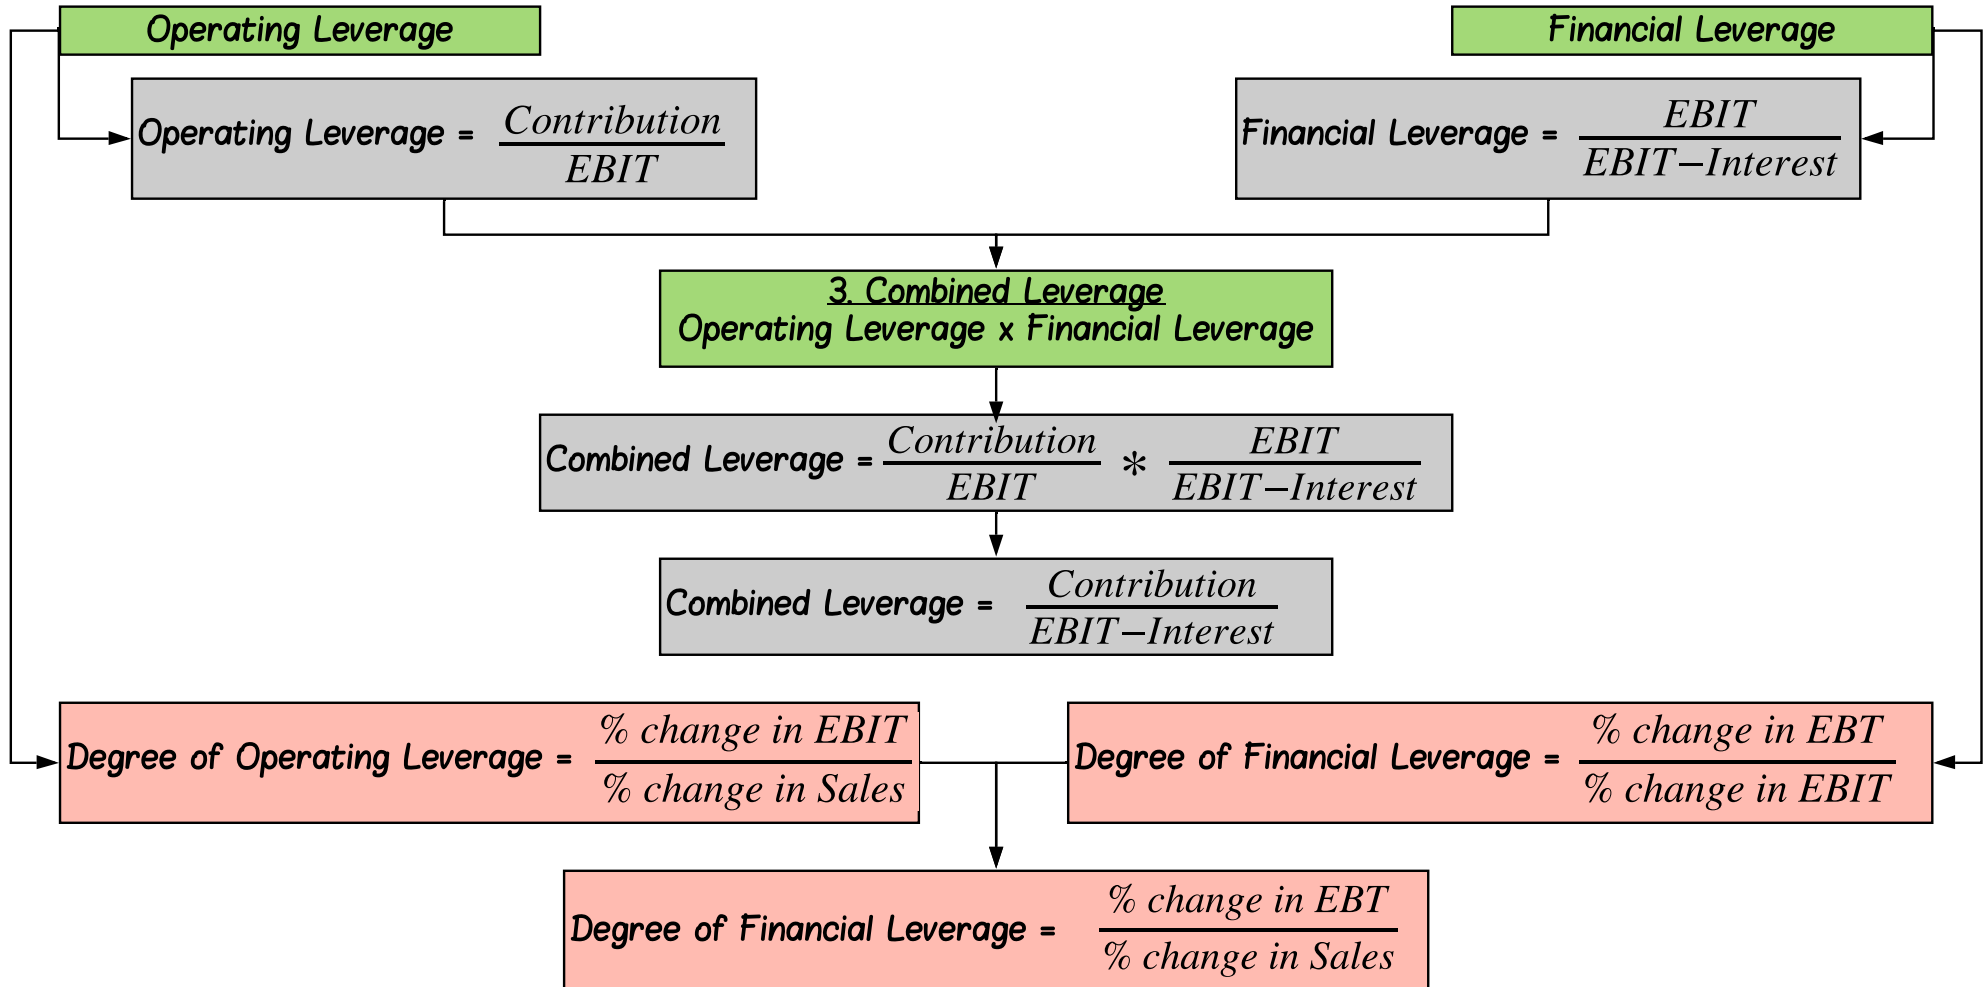 Operating Leverage
Financial Leverage
Operating Leverage = Contribution / EBIT
Financial Leverage = EBIT / EBIT−Interest
3. Combined Leverage
Operating Leverage x Financial Leverage
Combined Leverage = Contribution / EBIT * EBIT / EBIT−Interest
Combined Leverage = Contribution / EBIT−Interest
Degree of Operating Leverage = % change in EBIT / % change in Sales
Degree of Financial Leverage = % change in EBT / % change in EBIT
Degree of Financial Leverage = % change in EBT / % change in Sales